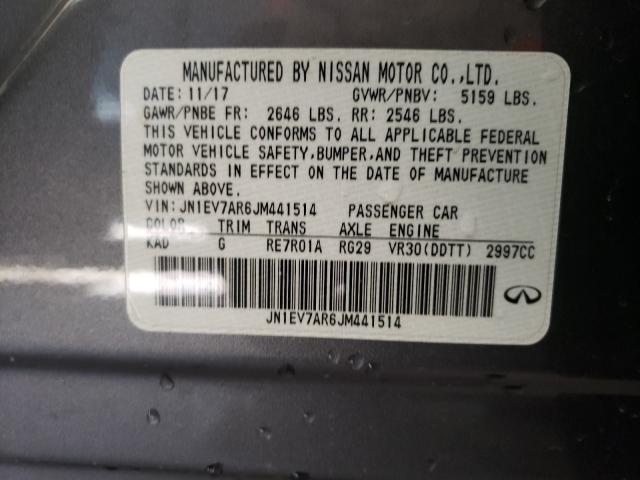 MANUFACTURED BY NISSAN MOTOR CO.,LTD.
DATE: 11/17 GVWR/PNBV: 5159 LBS.
GAWR/PNBE FR: 2646 LBS. RR: 2546 LBS.
THIS VEHICLE CONFORMS TO ALL APPLICABLE FEDERAL
MOTOR VEHICLE SAFETY, BUMPER, AND THEFT PREVENTION
STANDARDS IN EFFECT ON THE DATE OF MANUFACTURE
SHOWN ABOVE.
VIN: JN1EV7AR6JM441514 PASSENGER CAR
COLOR TRIM TRANS AXLE ENGINE
KAD G RE7R01A RG29 VR30(DDTT) 2997CC
JN1EV7AR6JM441514